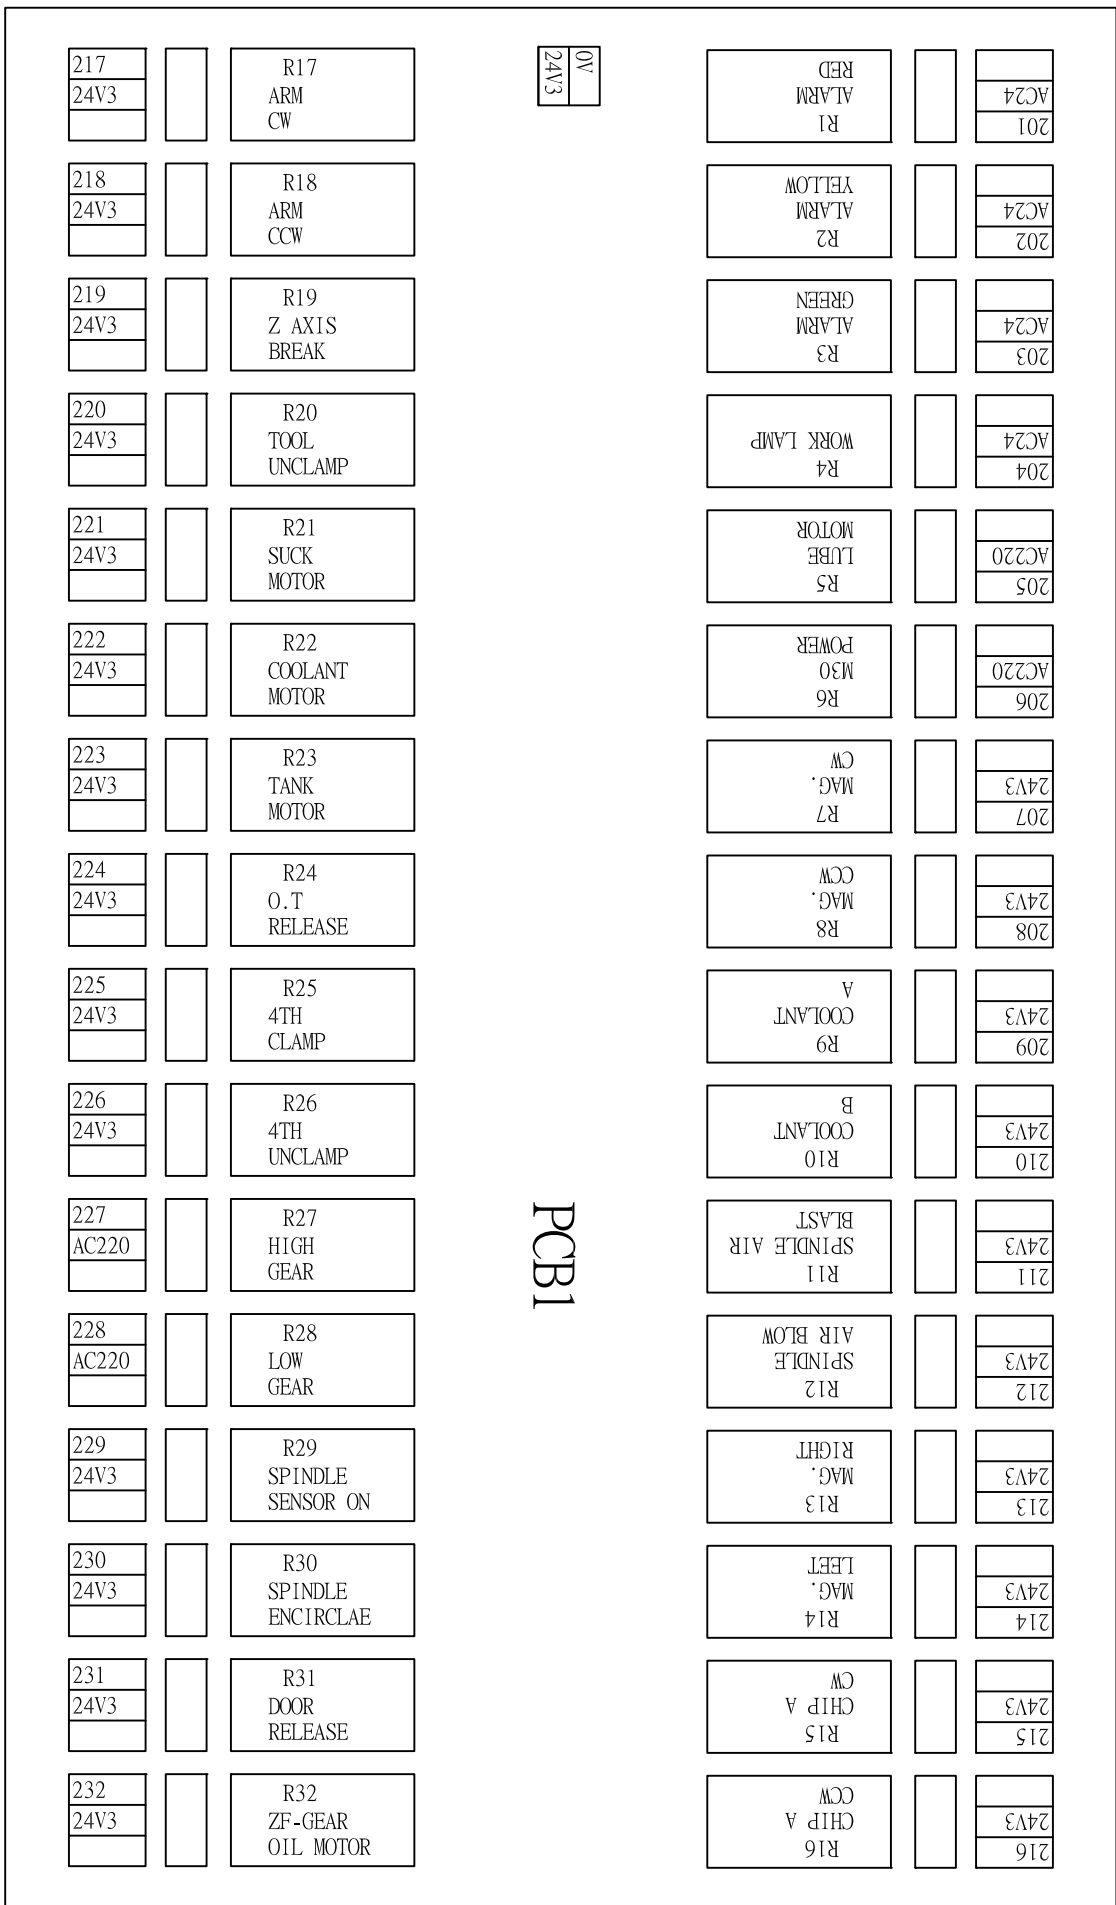 217
24V3
R17
ARM
CW
218
24V3
R18
ARM
CCW
219
24V3
R19
Z AXIS
BREAK
220
24V3
R20
TOOL
UNCLAMP
221
24V3
R21
SUCK
MOTOR
222
24V3
R22
COOLANT
MOTOR
223
24V3
R23
TANK
MOTOR
224
24V3
R24
O.T
RELEASE
225
24V3
R25
4TH
CLAMP
226
24V3
R26
4TH
UNCLAMP
227
AC220
R27
HIGH
GEAR
228
AC220
R28
LOW
GEAR
229
24V3
R29
SPINDLE
SENSOR ON
230
24V3
R30
SPINDLE
ENCIRCLAE
231
24V3
R31
DOOR
RELEASE
232
24V3
R32
ZF-GEAR
OIL MOTOR
0V
24V3
PCB1
R1
ALARM
RED
201
AC24
R2
ALARM
YELLOW
202
AC24
R3
ALARM
GREEN
203
AC24
R4
WORK LAMP
204
AC24
R5
LUBE
MOTOR
205
AC220
R6
M30
POWER
206
AC220
R7
MAG.
CW
207
24V3
R8
MAG.
CCW
208
24V3
R9
COOLANT
A
209
24V3
R10
COOLANT
B
210
24V3
R11
SPINDLE AIR
BLAST
211
24V3
R12
SPINDLE
AIR BLOW
212
24V3
R13
MAG.
RIGHT
213
24V3
R14
MAG.
LEET
214
24V3
R15
CHIP A
CW
215
24V3
R16
CHIP A
CCW
216
24V3